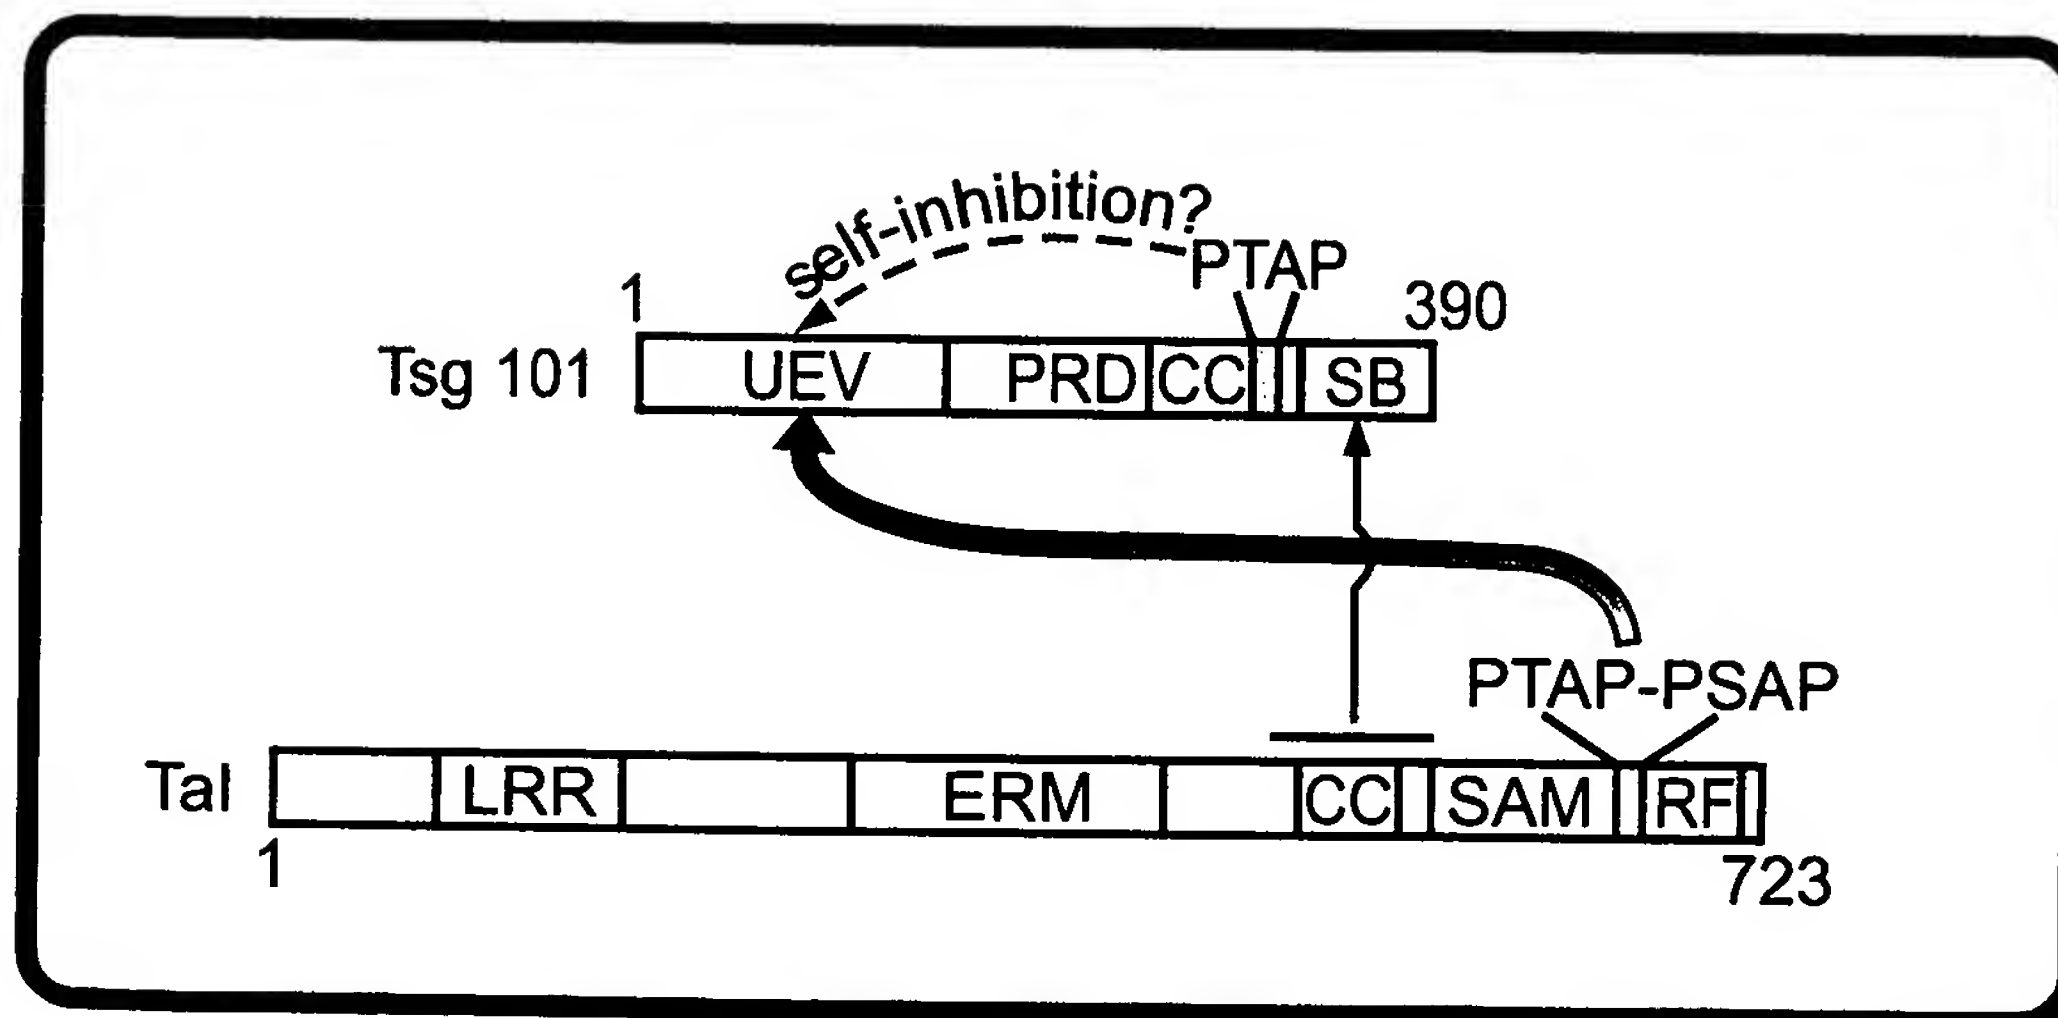 self-inhibition?
PTAP
1 390
Tsg 101 UEV PRD CC SB
PTAP-PSAP
Tal LRR ERM CC SAM RF
1 723